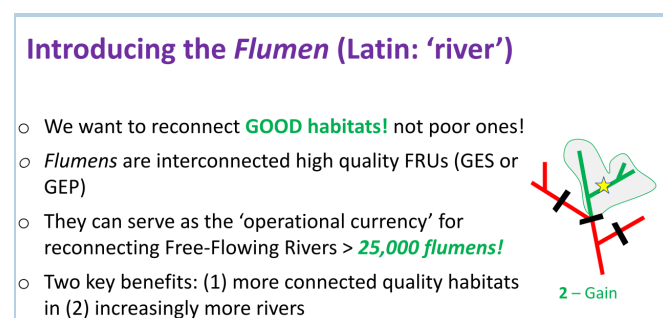 Introducing the Flumen (Latin: ‘river’)
○ We want to reconnect GOOD habitats! not poor ones!
○ Flumens are interconnected high quality FRUs (GES or
GEP)
○ They can serve as the ‘operational currency’ for
reconnecting Free-Flowing Rivers > 25,000 flumens!
○ Two key benefits: (1) more connected quality habitats
in (2) increasingly more rivers
2 – Gain